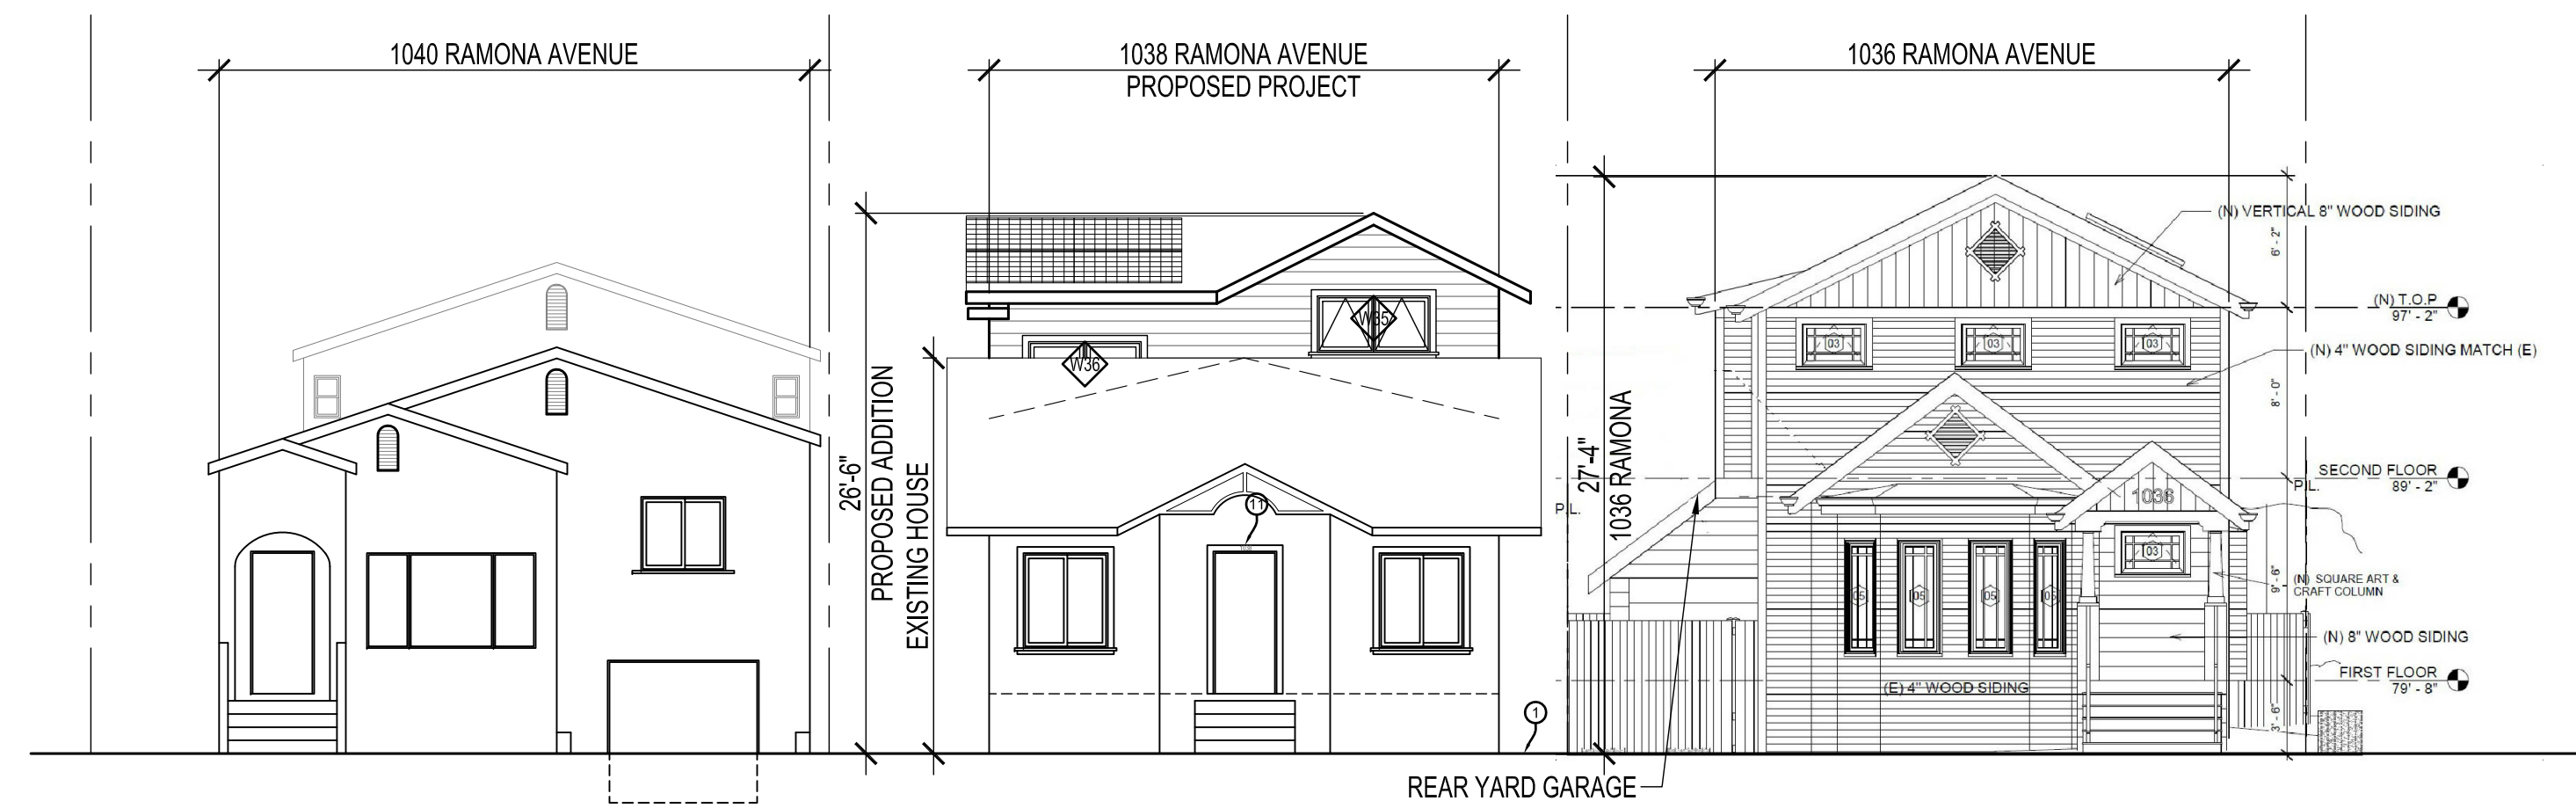 1040 RAMONA AVENUE
1038 RAMONA AVENUE
PROPOSED PROJECT
1036 RAMONA AVENUE
26'-6"
PROPOSED ADDITION
EXISTING HOUSE
W35
W36
11
1
27'-4"
1036 RAMONA
P.L.
REAR YARD GARAGE
(N) VERTICAL 8" WOOD SIDING
6' - 2"
(N) T.O.P
97' - 2"
03
03
03
(N) 4" WOOD SIDING MATCH (E)
8' - 0"
SECOND FLOOR
89' - 2"
P.L.
1036
03
(N) SQUARE ART &
CRAFT COLUMN
9' - 6"
05
05
05
05
(N) 8" WOOD SIDING
FIRST FLOOR
79' - 8"
(E) 4" WOOD SIDING
3' - 6"